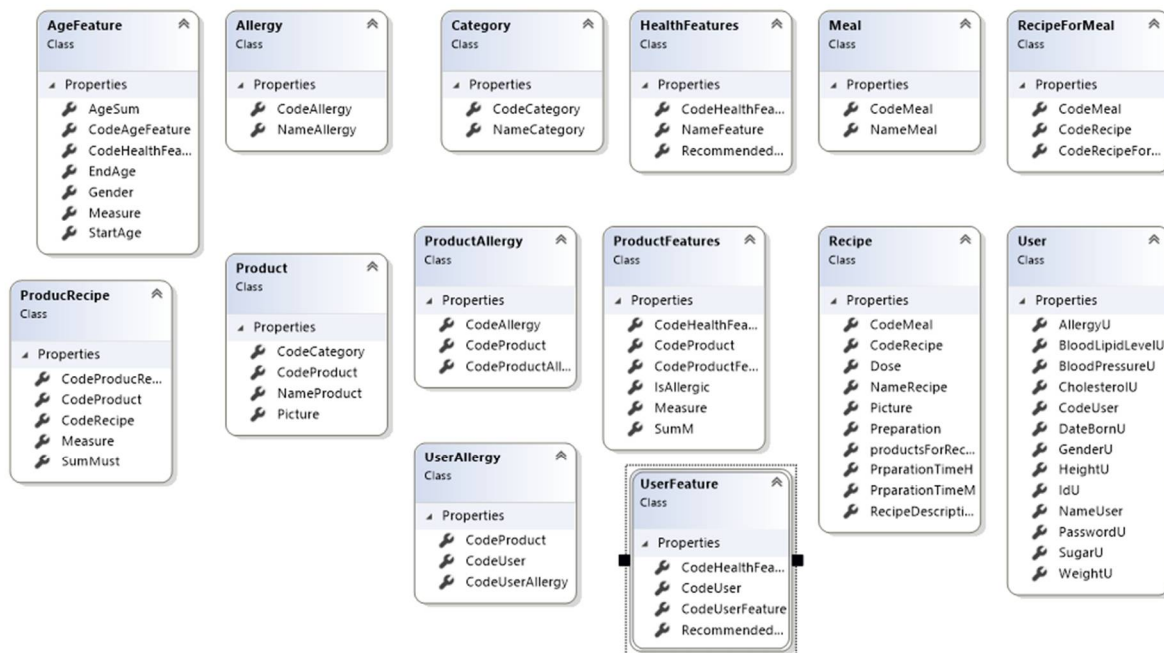 AgeFeature
Class
Properties
AgeSum
CodeAgeFeature
CodeHealthFea...
EndAge
Gender
Measure
StartAge
Allergy
Class
Properties
CodeAllergy
NameAllergy
Category
Class
Properties
CodeCategory
NameCategory
HealthFeatures
Class
Properties
CodeHealthFea...
NameFeature
Recommended...
Meal
Class
Properties
CodeMeal
NameMeal
RecipeForMeal
Class
Properties
CodeMeal
CodeRecipe
CodeRecipeFor...
ProducRecipe
Class
Properties
CodeProducRe...
CodeProduct
CodeRecipe
Measure
SumMust
Product
Class
Properties
CodeCategory
CodeProduct
NameProduct
Picture
ProductAllergy
Class
Properties
CodeAllergy
CodeProduct
CodeProductAll...
ProductFeatures
Class
Properties
CodeHealthFea...
CodeProduct
CodeProductFe...
IsAllergic
Measure
SumM
Recipe
Class
Properties
CodeMeal
CodeRecipe
Dose
NameRecipe
Picture
Preparation
productsForRec...
PrparationTimeH
PrparationTimeM
RecipeDescripti...
User
Class
Properties
AllergyU
BloodLipidLevelU
BloodPressureU
CholesterolU
CodeUser
DateBornU
GenderU
HeightU
IdU
NameUser
PasswordU
SugarU
WeightU
UserAllergy
Class
Properties
CodeProduct
CodeUser
CodeUserAllergy
UserFeature
Class
Properties
CodeHealthFea...
CodeUser
CodeUserFeature
Recommended...